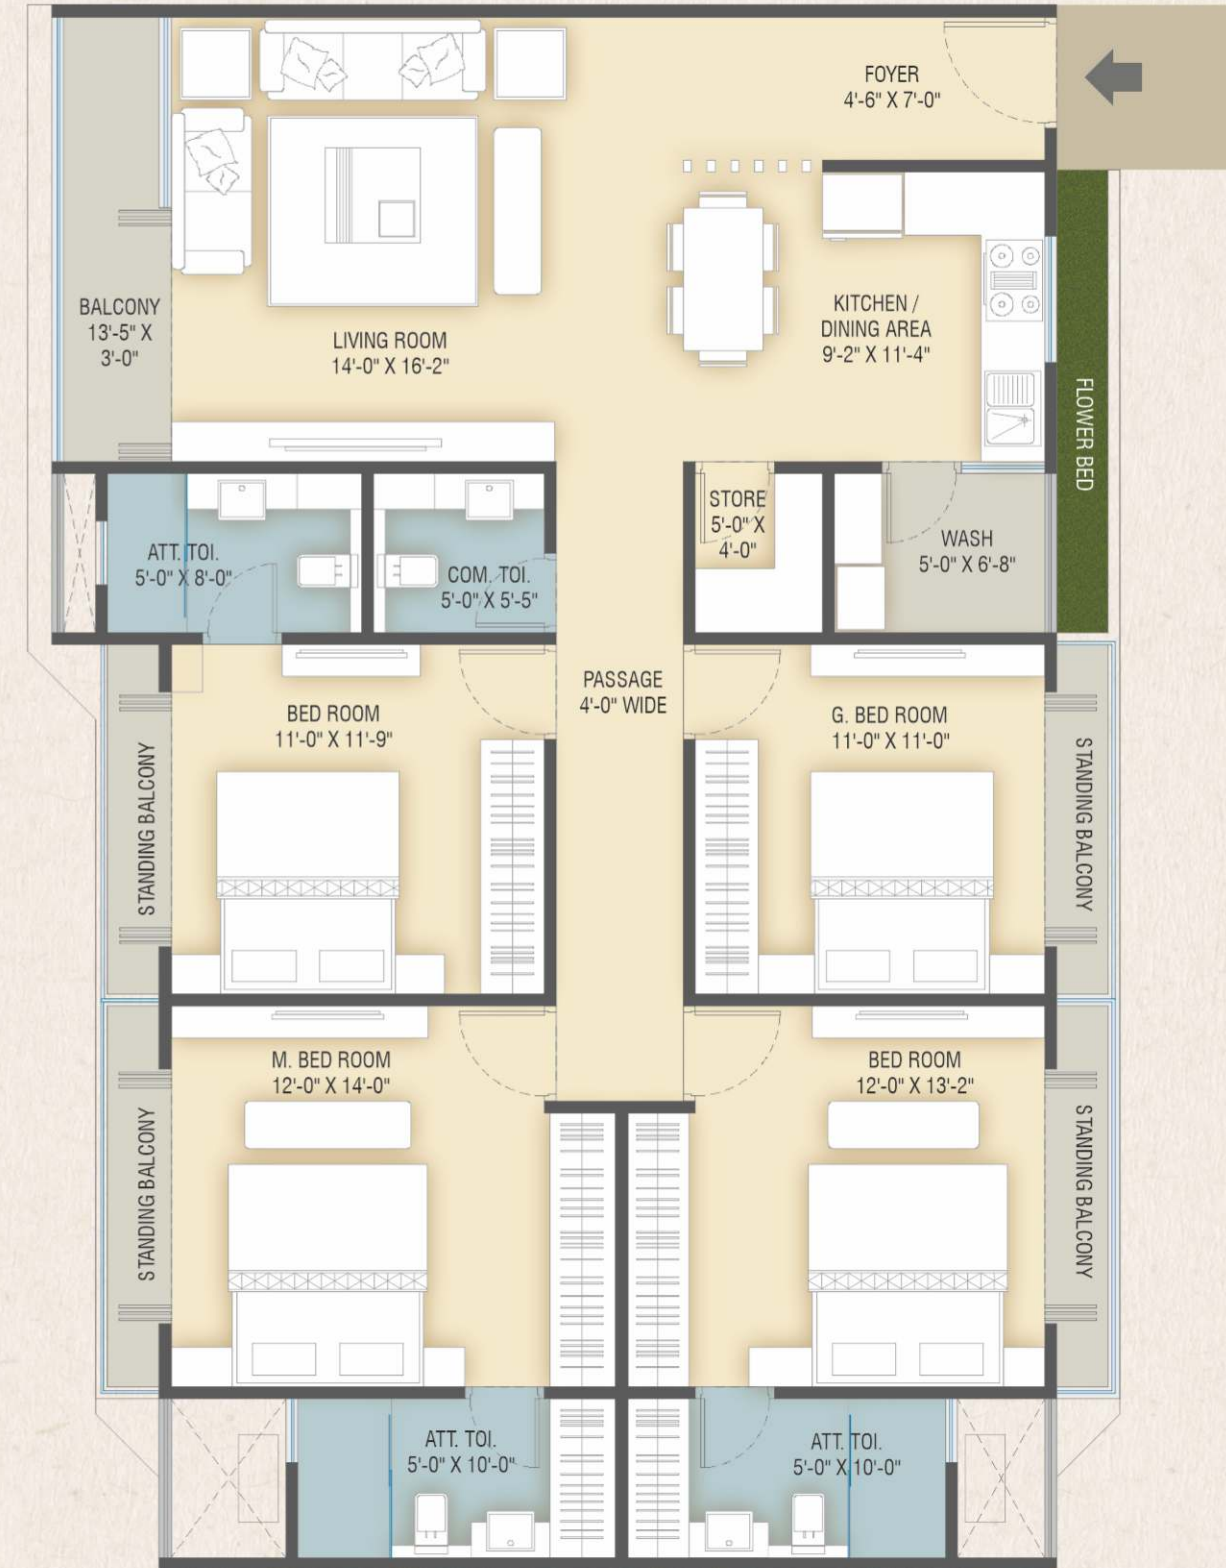 FOYER
4'-6" X 7'-0"
BALCONY
13'-5" X
3'-0"
LIVING ROOM
14'-0" X 16'-2"
KITCHEN /
DINING AREA
9'-2" X 11'-4"
FLOWER BED
ATT. TOI.
5'-0" X 8'-0"
COM. TOI.
5'-0" X 5'-5"
STORE
5'-0" X
4'-0"
WASH
5'-0" X 6'-8"
PASSAGE
4'-0" WIDE
BED ROOM
11'-0" X 11'-9"
G. BED ROOM
11'-0" X 11'-0"
STANDING BALCONY
STANDING BALCONY
M. BED ROOM
12'-0" X 14'-0"
BED ROOM
12'-0" X 13'-2"
STANDING BALCONY
STANDING BALCONY
ATT. TOI.
5'-0" X 10'-0"
ATT. TOI.
5'-0" X 10'-0"